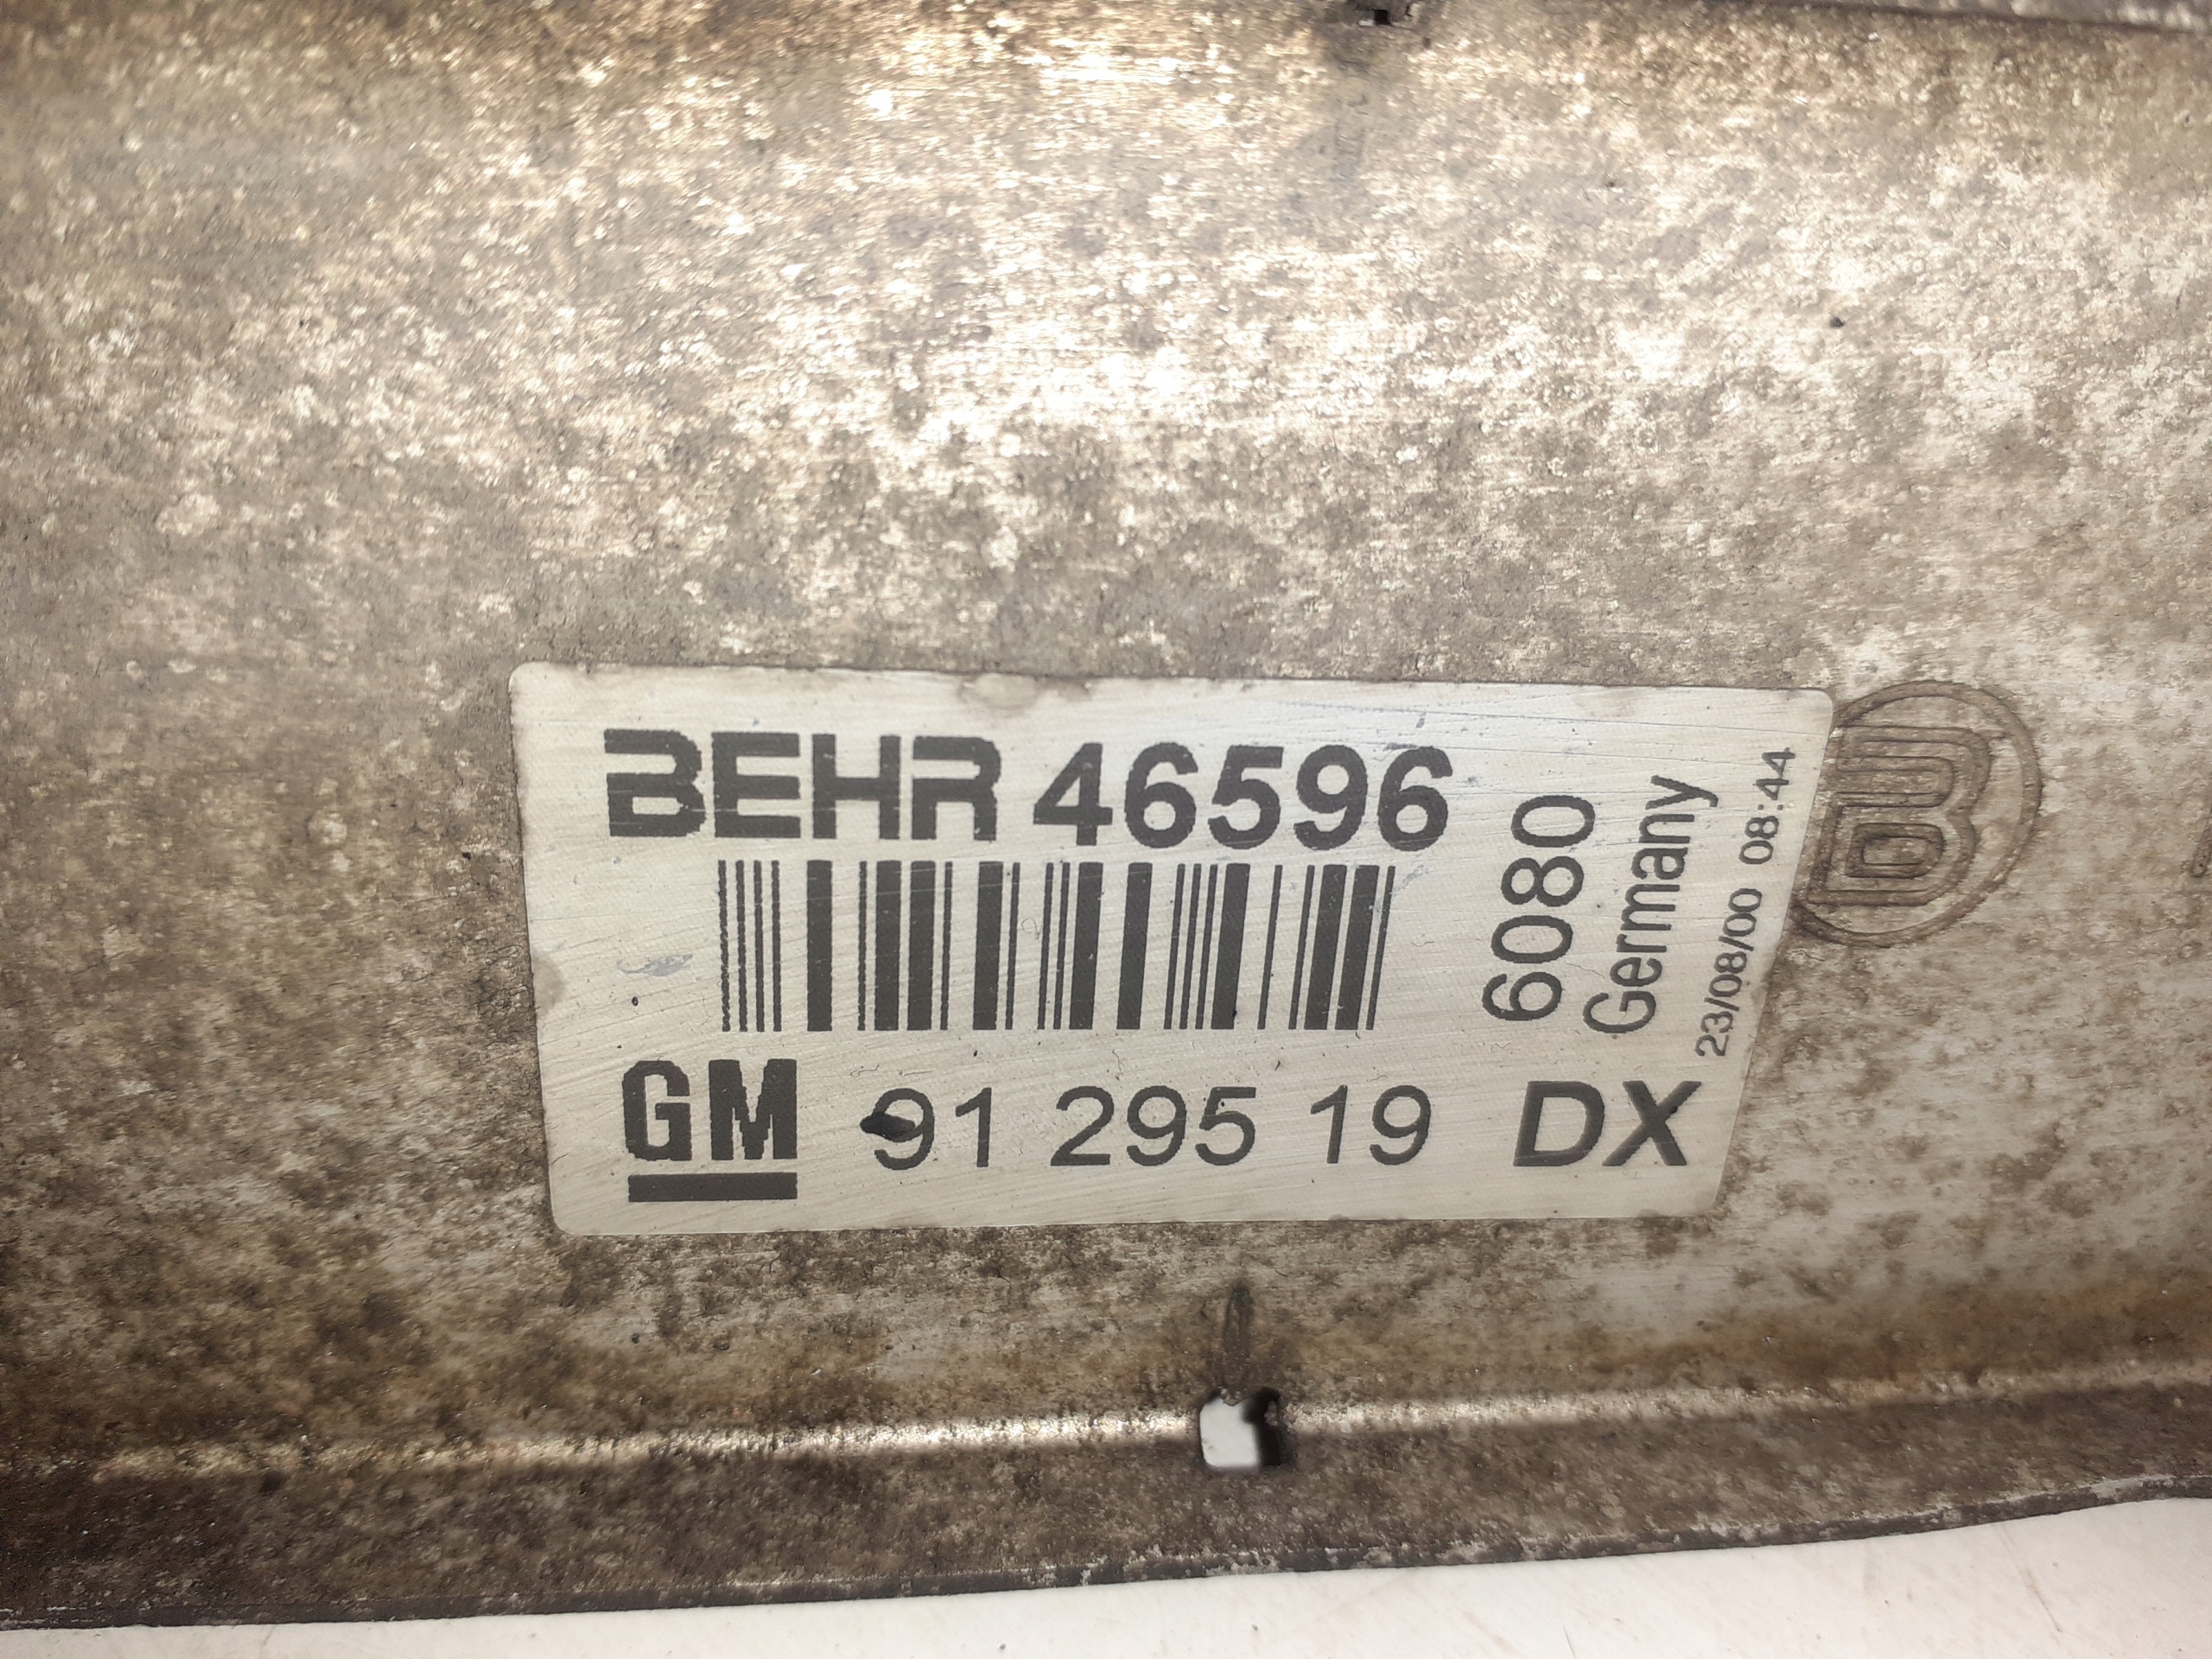 BEHR 46596
GM 91 295 19 DX
6080
Germany
23/08/00 08:44
B